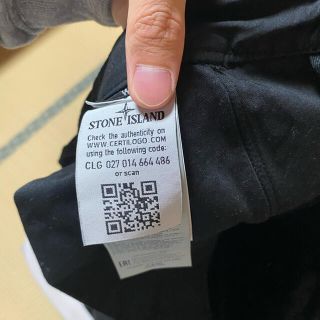 STONE ISLAND
Check the authenticity on
WWW.CERTILOGO.COM
using the following code:
CLG 027 014 664 486
or scan